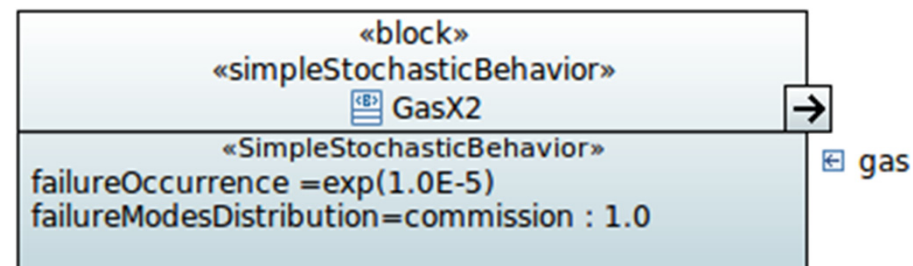 «block»
«simpleStochasticBehavior»
GasX2
«SimpleStochasticBehavior»
failureOccurrence =exp(1.0E-5)
failureModesDistribution=commission : 1.0
gas